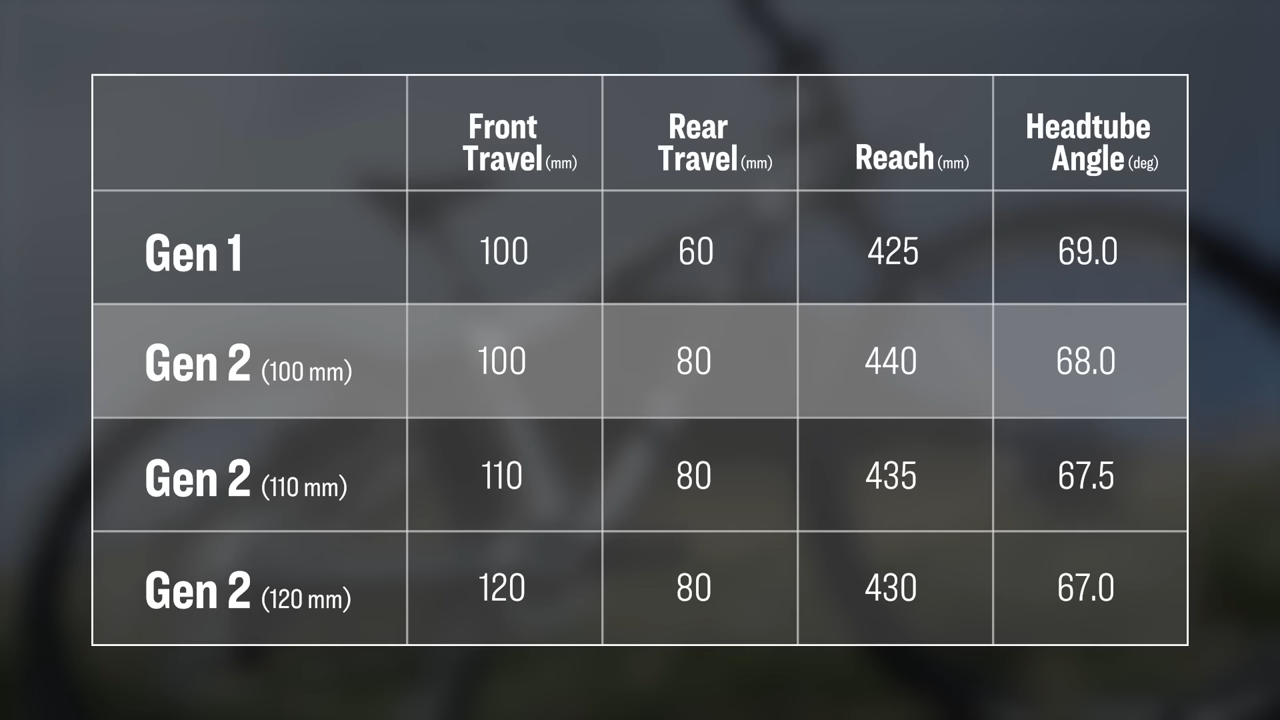 Front Travel (mm) Rear Travel (mm) Reach (mm) Headtube Angle (deg)
Gen 1 100 60 425 69.0
Gen 2 (100 mm) 100 80 440 68.0
Gen 2 (110 mm) 110 80 435 67.5
Gen 2 (120 mm) 120 80 430 67.0